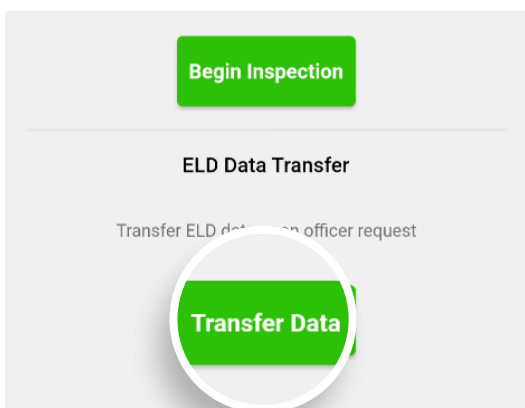 Begin Inspection
ELD Data Transfer
Transfer ELD officer request
Transfer Data